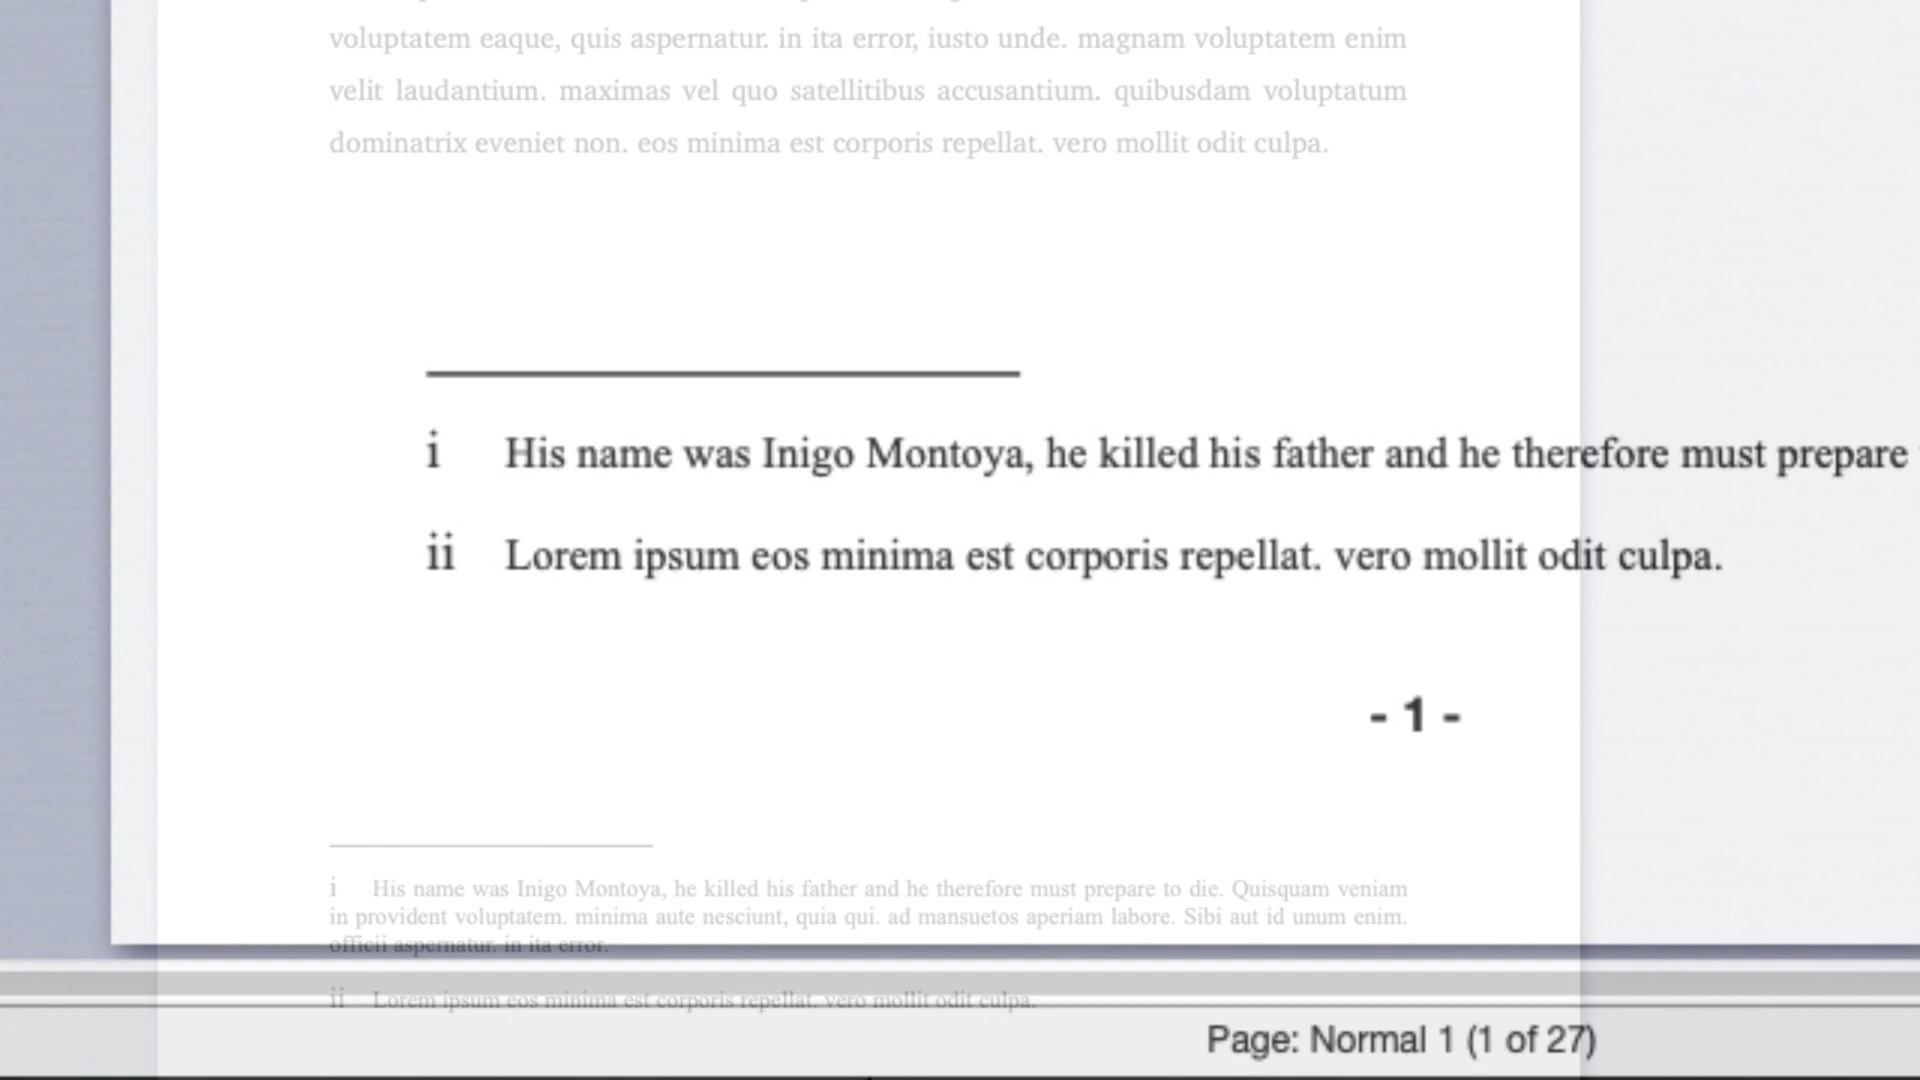 voluptatem eaque, quis aspernatur. in ita error, iusto unde. magnam voluptatem enim
velit laudantium. maximas vel quo satellitibus accusantium. quibusdam voluptatum
dominatrix eveniet non. eos minima est corporis repellat. vero mollit odit culpa.
i His name was Inigo Montoya, he killed his father and he therefore must prepare
ii Lorem ipsum eos minima est corporis repellat. vero mollit odit culpa.
- 1 -
i His name was Inigo Montoya, he killed his father and he therefore must prepare to die. Quisquam veniam
in provident voluptatem. minima aute nesciunt, quia qui. ad mansuetos aperiam labore. Sibi aut id unum enim.
officii aspernatur. in ita error.
ii Lorem ipsum eos minima est corporis repellat. vero mollit odit culpa.
Page: Normal 1 (1 of 27)